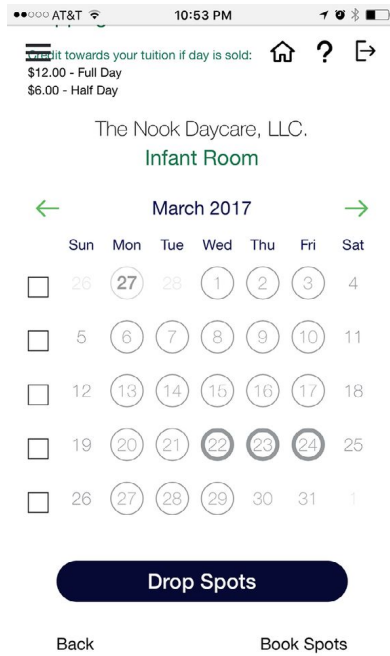 AT&T 10:53 PM
Credit towards your tuition if day is sold:
$12.00 - Full Day
$6.00 - Half Day
The Nook Daycare, LLC.
Infant Room
March 2017
Sun Mon Tue Wed Thu Fri Sat
26 27 28 1 2 3 4
5 6 7 8 9 10 11
12 13 14 15 16 17 18
19 20 21 22 23 24 25
26 27 28 29 30 31 1
Drop Spots
Back Book Spots